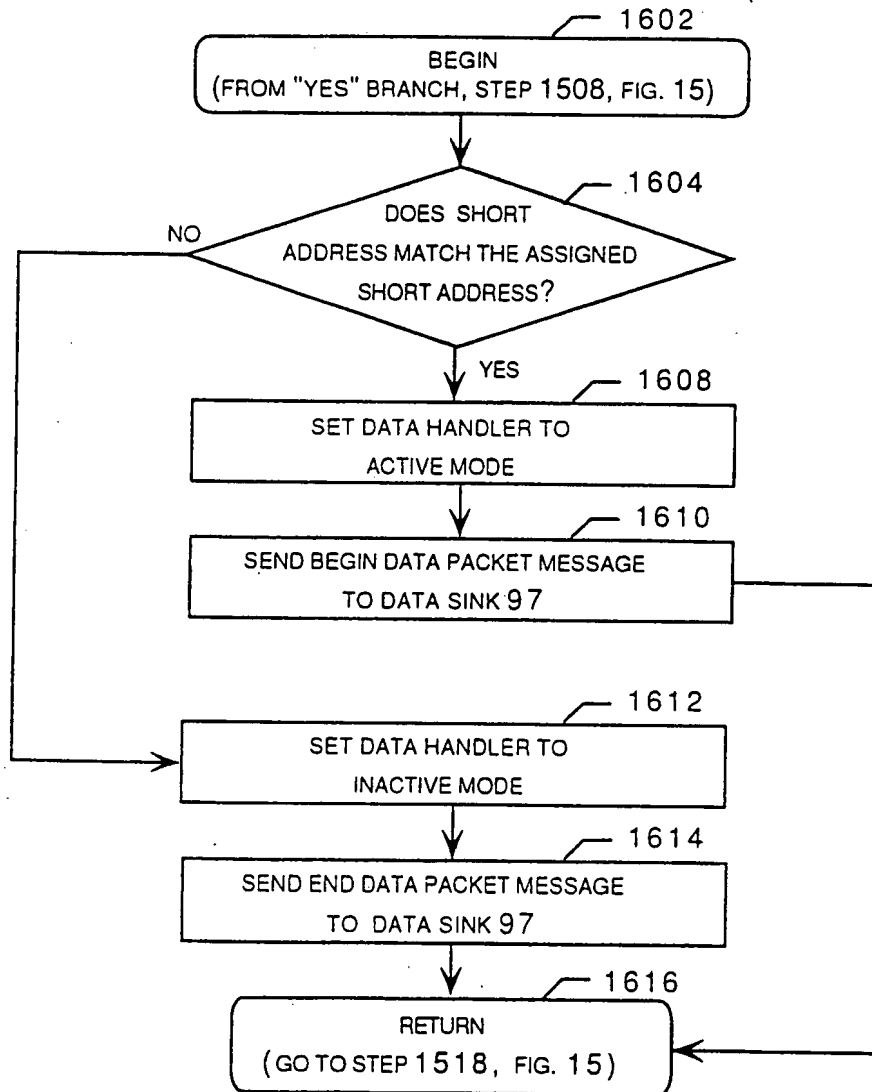 1602
BEGIN
(FROM "YES" BRANCH, STEP 1508, FIG. 15)
1604
DOES SHORT
ADDRESS MATCH THE ASSIGNED
SHORT ADDRESS?
NO
YES
1608
SET DATA HANDLER TO
ACTIVE MODE
1610
SEND BEGIN DATA PACKET MESSAGE
TO DATA SINK 97
1612
SET DATA HANDLER TO
INACTIVE MODE
1614
SEND END DATA PACKET MESSAGE
TO DATA SINK 97
1616
RETURN
(GO TO STEP 1518, FIG. 15)